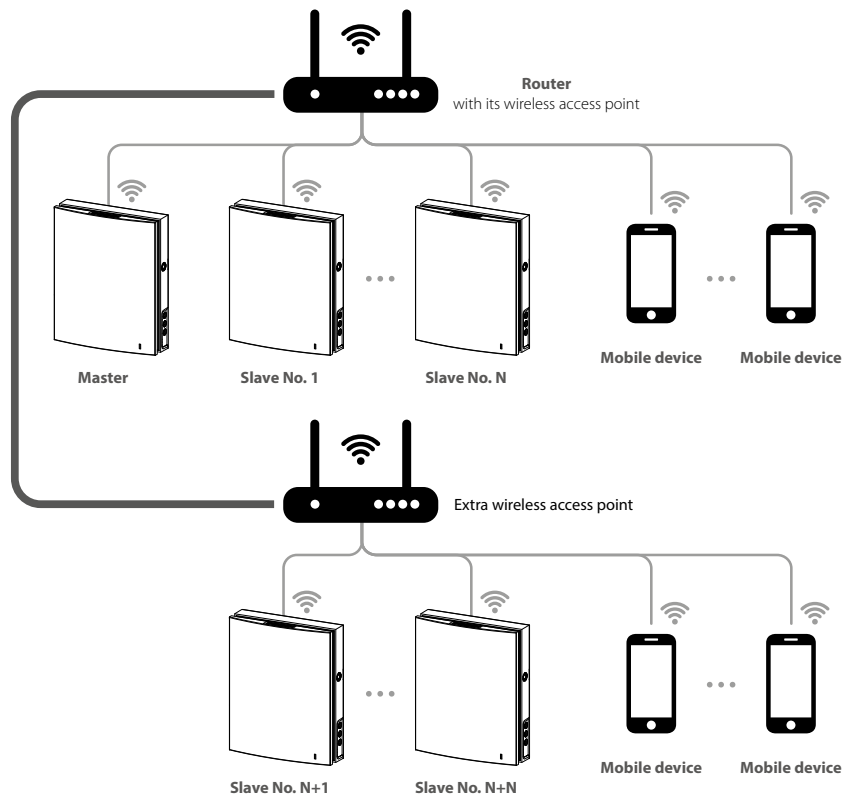 Router
with its wireless access point
Master
Slave No. 1
Slave No. N
Mobile device
Mobile device
Extra wireless access point
Slave No. N+1
Slave No. N+N
Mobile device
Mobile device